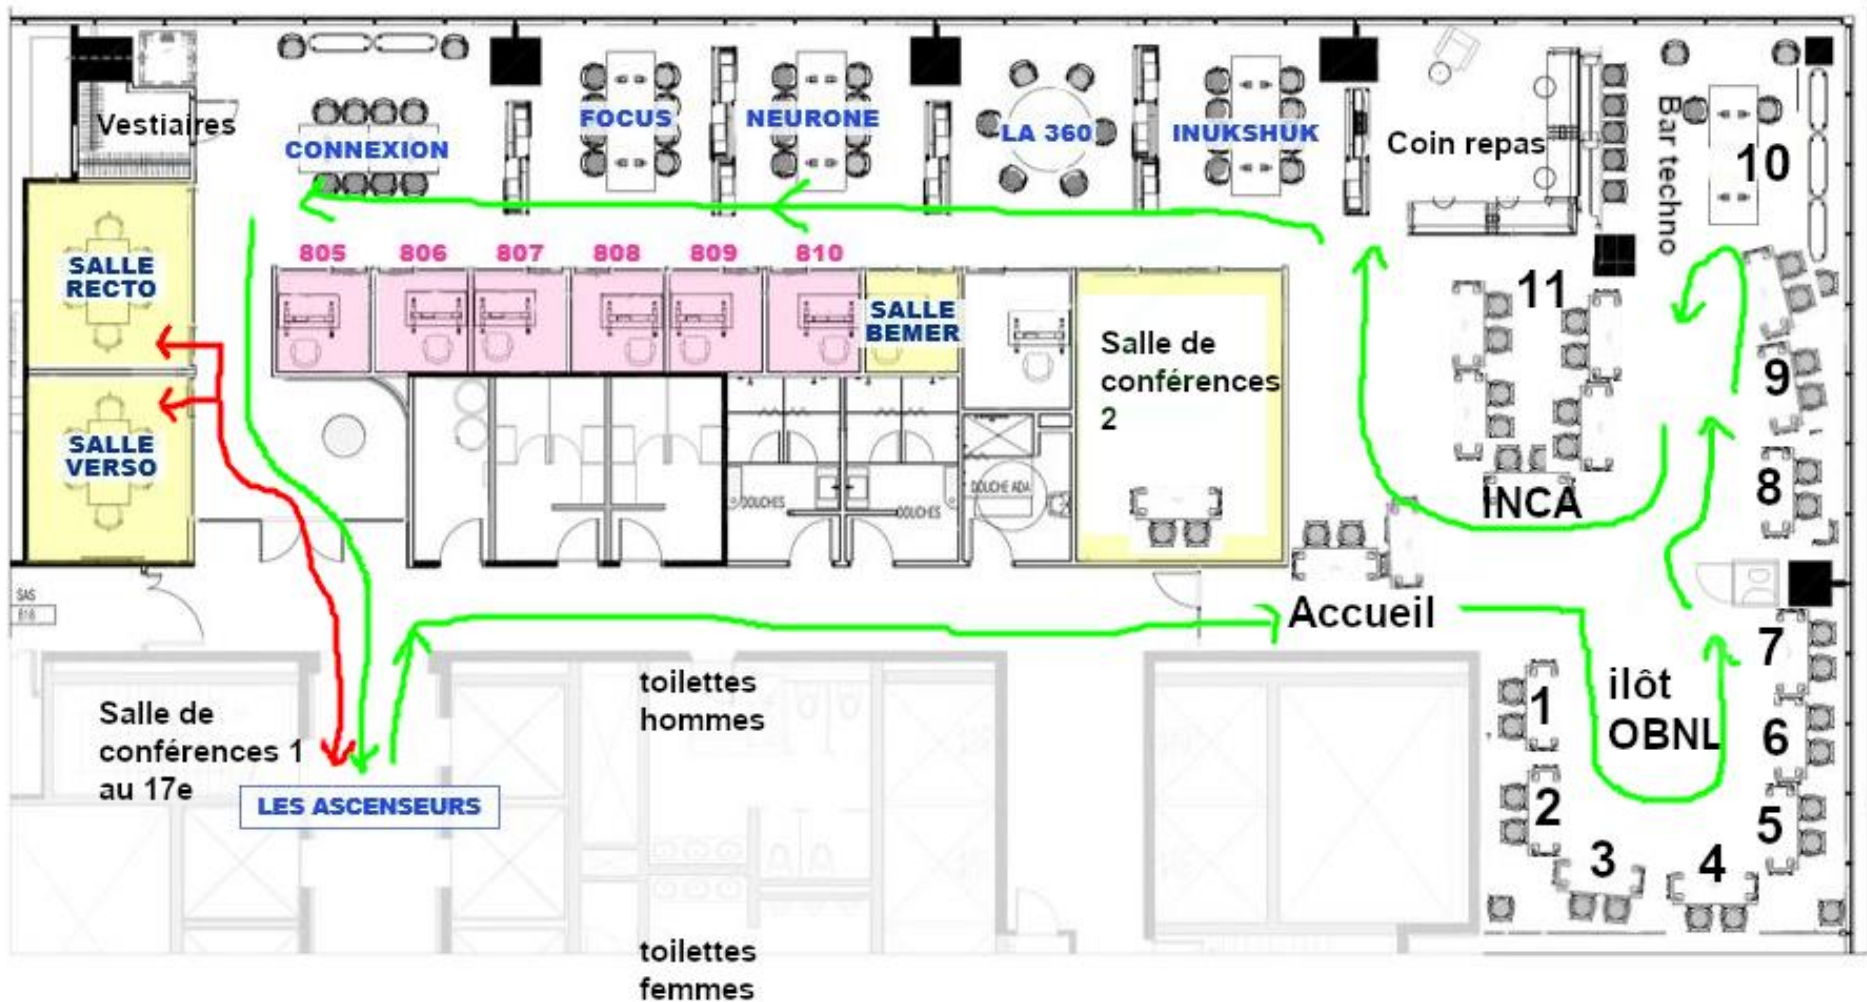 Vestiaires
CONNEXION
FOCUS
NEURONE
LA 360
INUKSHUK
Coin repas
Bar techno
10
SALLE
RECTO
805
806
807
808
809
810
SALLE
BEMER
Salle de
conférences
2
11
9
8
SALLE
VERSO
DOUCHES
DOUCHES
DOUCHE ADA
INCA
SAS
Accueil
7
6
5
4
3
2
1
ilôt
OBNL
Salle de
conférences 1
au 17e
LES ASCENSEURS
toilettes
hommes
toilettes
femmes